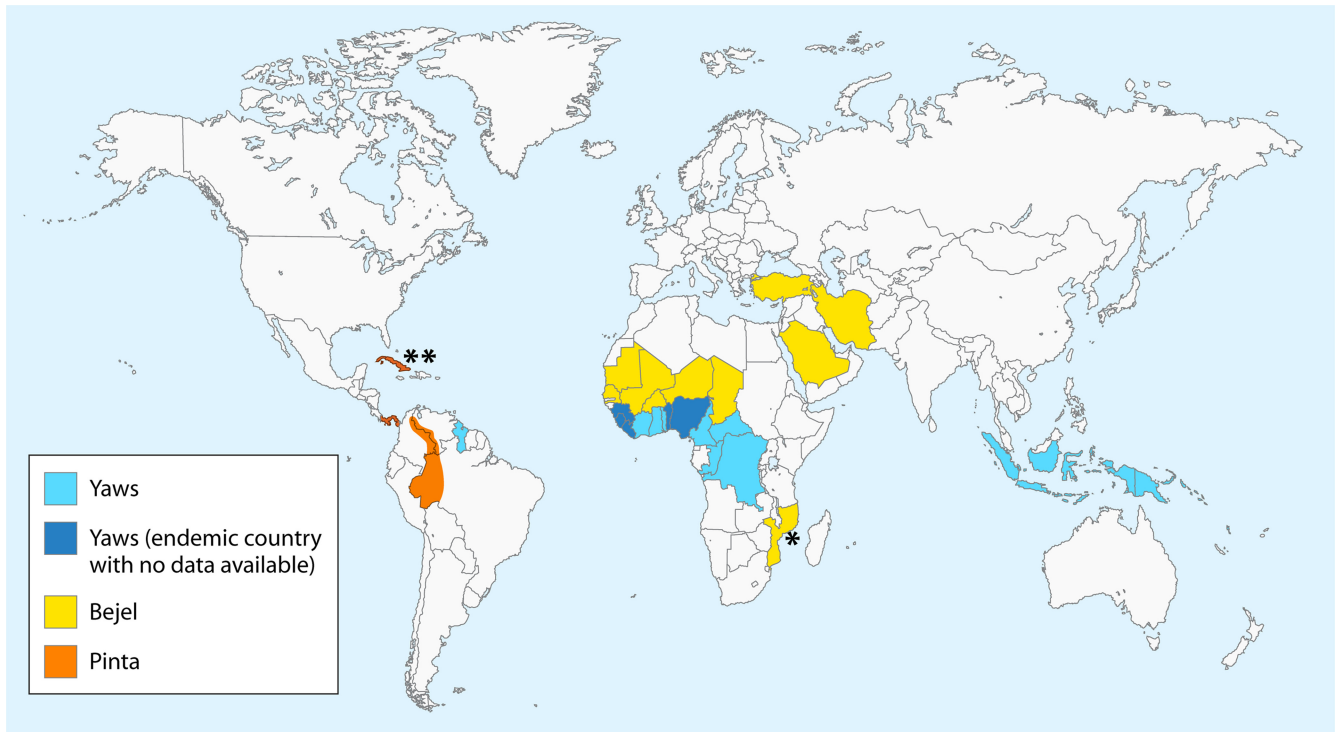 **
*
Yaws
Yaws (endemic country
with no data available)
Bejel
Pinta